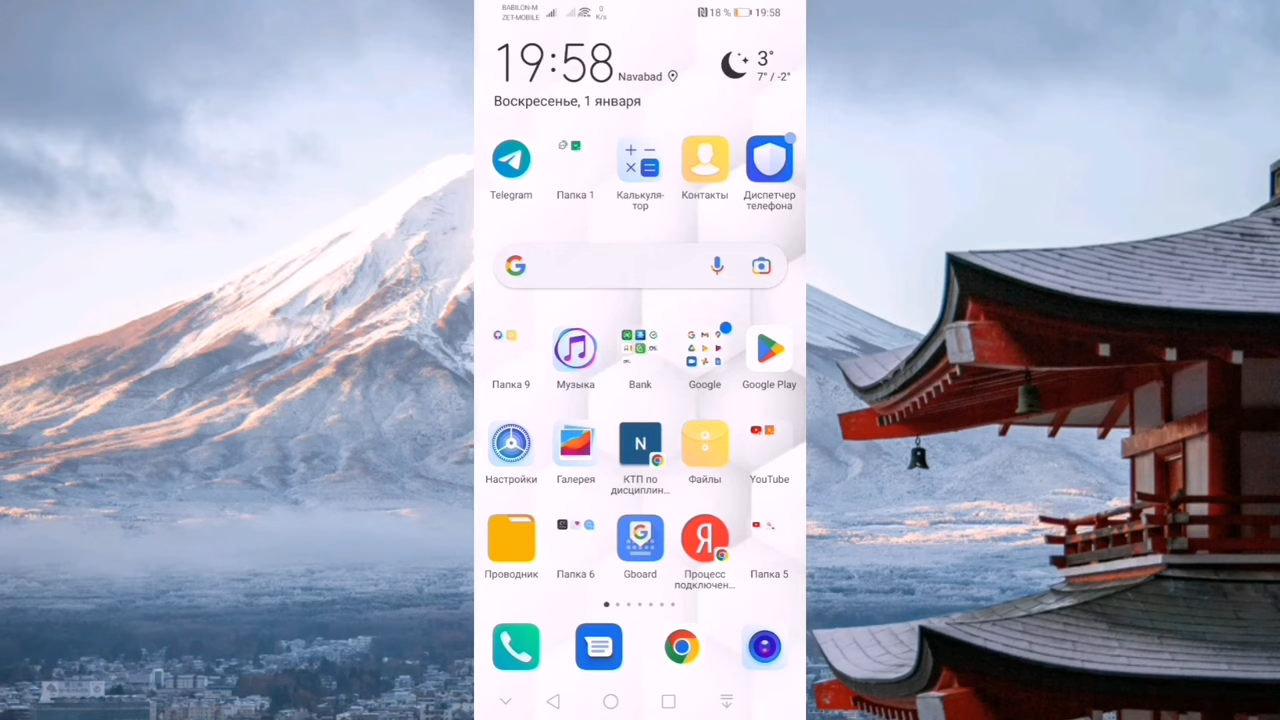 BABILON-M
ZET-MOBILE
0
K/s
18 %
19:58
19:58
Navabad
3°
7° / -2°
Воскресенье, 1 января
Telegram
Папка 1
Калькуля-
тор
Контакты
Диспетчер
телефона
Папка 9
Музыка
Bank
Google
Google Play
Настройки
Галерея
N
КТП по
дисциплин...
Файлы
YouTube
Проводник
Папка 6
Gboard
Я
Процесс
подключен...
Папка 5